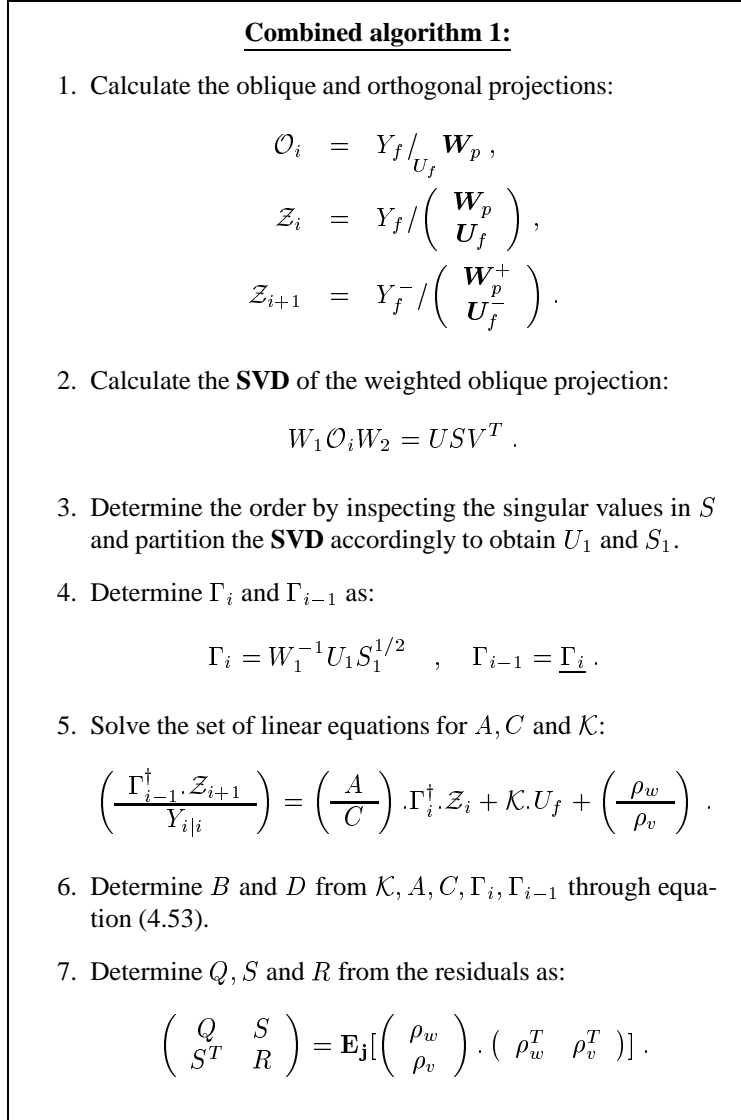 Combined algorithm 1:
1. Calculate the oblique and orthogonal projections:
𝒪_i = Y_f /_{U_f} W_p ,
𝒵_i = Y_f / ( W_p ; U_f ) ,
𝒵_{i+1} = Y_f^- / ( W_p^+ ; U_f^- ) .
2. Calculate the SVD of the weighted oblique projection:
W_1 𝒪_i W_2 = U S V^T .
3. Determine the order by inspecting the singular values in S
and partition the SVD accordingly to obtain U_1 and S_1.
4. Determine Γ_i and Γ_{i-1} as:
Γ_i = W_1^{-1} U_1 S_1^{1/2} , Γ_{i-1} = \underline{Γ_i} .
5. Solve the set of linear equations for A, C and 𝒦:
( Γ_{i-1}^† . 𝒵_{i+1} ; Y_{i|i} ) = ( A ; C ) . Γ_i^† . 𝒵_i + 𝒦 . U_f + ( ρ_w ; ρ_v ) .
6. Determine B and D from 𝒦, A, C, Γ_i, Γ_{i-1} through equa-
tion (4.53).
7. Determine Q, S and R from the residuals as:
( Q S ; S^T R ) = E_j[ ( ρ_w ; ρ_v ) . ( ρ_w^T ρ_v^T ) ] .